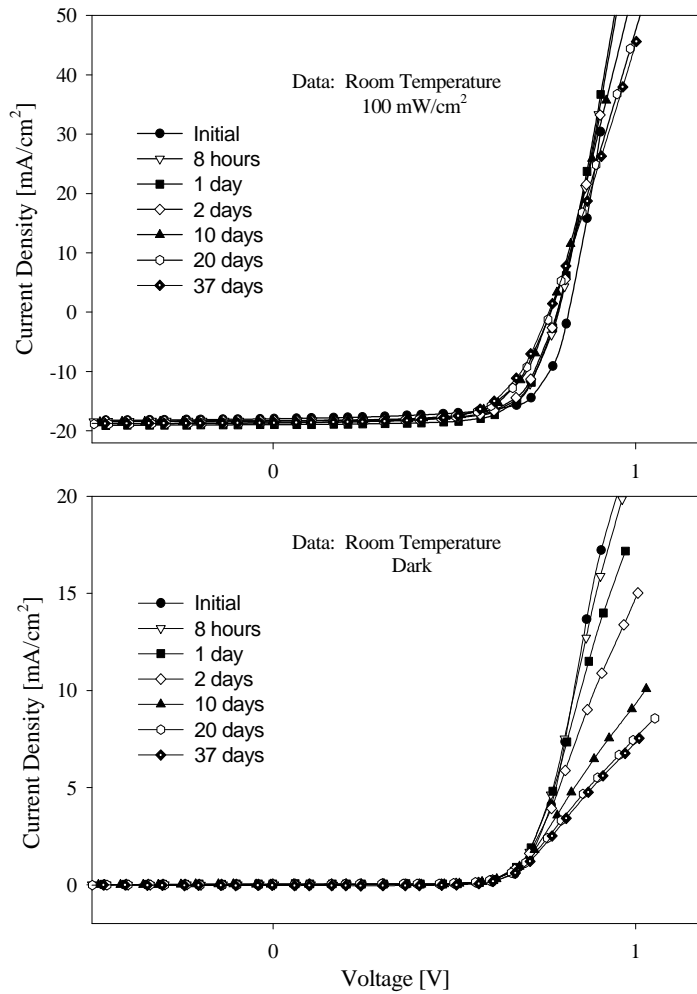 50
40
30
20
10
0
-10
-20
Current Density [mA/cm²]
Data: Room Temperature
100 mW/cm²
Initial
8 hours
1 day
2 days
10 days
20 days
37 days
0
1
20
15
10
5
0
Current Density [mA/cm²]
Data: Room Temperature
Dark
Initial
8 hours
1 day
2 days
10 days
20 days
37 days
0
1
Voltage [V]